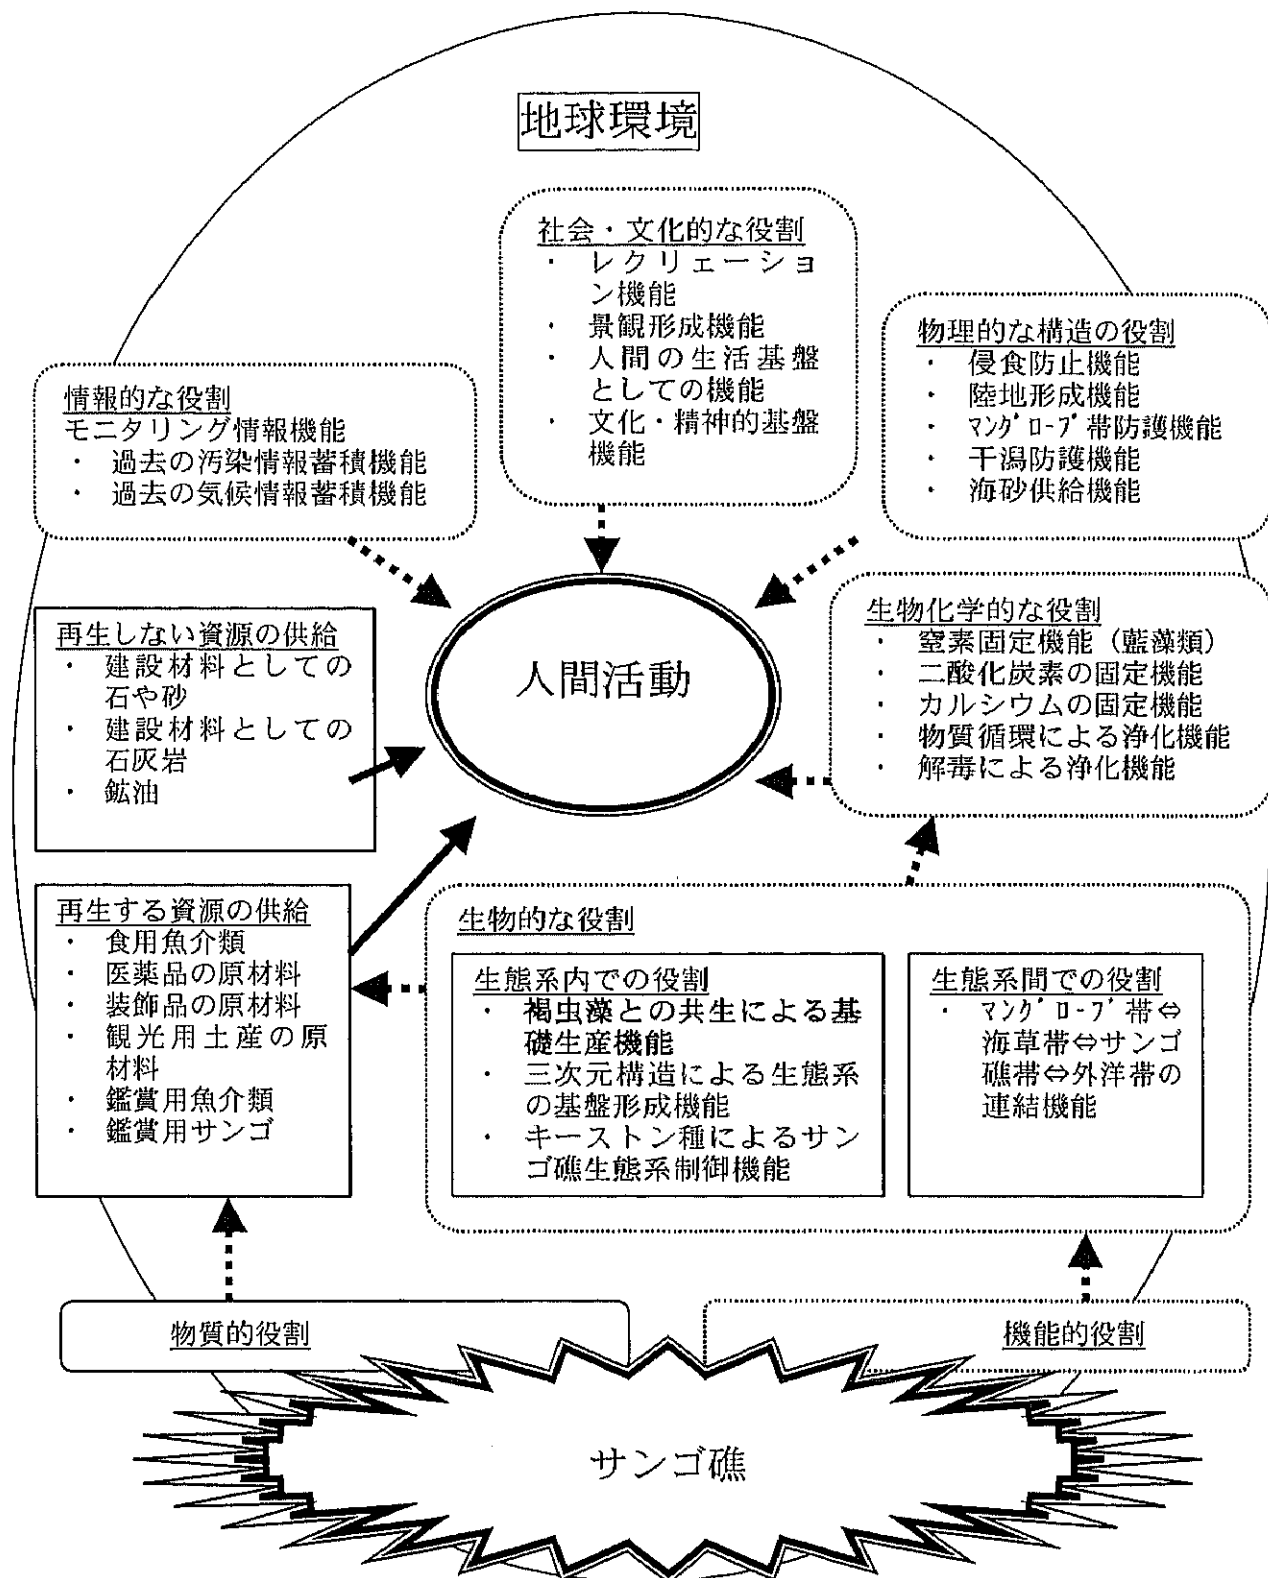 地球環境
社会・文化的な役割
・ レクリェーショ
ン機能
・ 景観形成機能
・ 人間の生活基盤
としての機能
・ 文化・精神的基盤
機能
物理的な構造の役割
・ 侵食防止機能
・ 陸地形成機能
・ ﾏﾝｸﾞﾛｰﾌﾞ帯防護機能
・ 干潟防護機能
・ 海砂供給機能
情報的な役割
モニタリング情報機能
・ 過去の汚染情報蓄積機能
・ 過去の気候情報蓄積機能
人間活動
再生しない資源の供給
・ 建設材料としての
石や砂
・ 建設材料としての
石灰岩
・ 鉱油
生物化学的な役割
・ 窒素固定機能（藍藻類）
・ 二酸化炭素の固定機能
・ カルシウムの固定機能
・ 物質循環による浄化機能
・ 解毒による浄化機能
再生する資源の供給
・ 食用魚介類
・ 医薬品の原材料
・ 装飾品の原材料
・ 観光用土産の原
材料
・ 鑑賞用魚介類
・ 鑑賞用サンゴ
生物的な役割
生態系内での役割
・ 褐虫藻との共生による基
礎生産機能
・ 三次元構造による生態系
の基盤形成機能
・ キーストン種によるサン
ゴ礁生態系制御機能
生態系間での役割
・ ﾏﾝｸﾞﾛｰﾌﾞ帯⇔
海草帯⇔サンゴ
礁帯⇔外洋帯の
連結機能
物質的役割
機能的役割
サンゴ礁